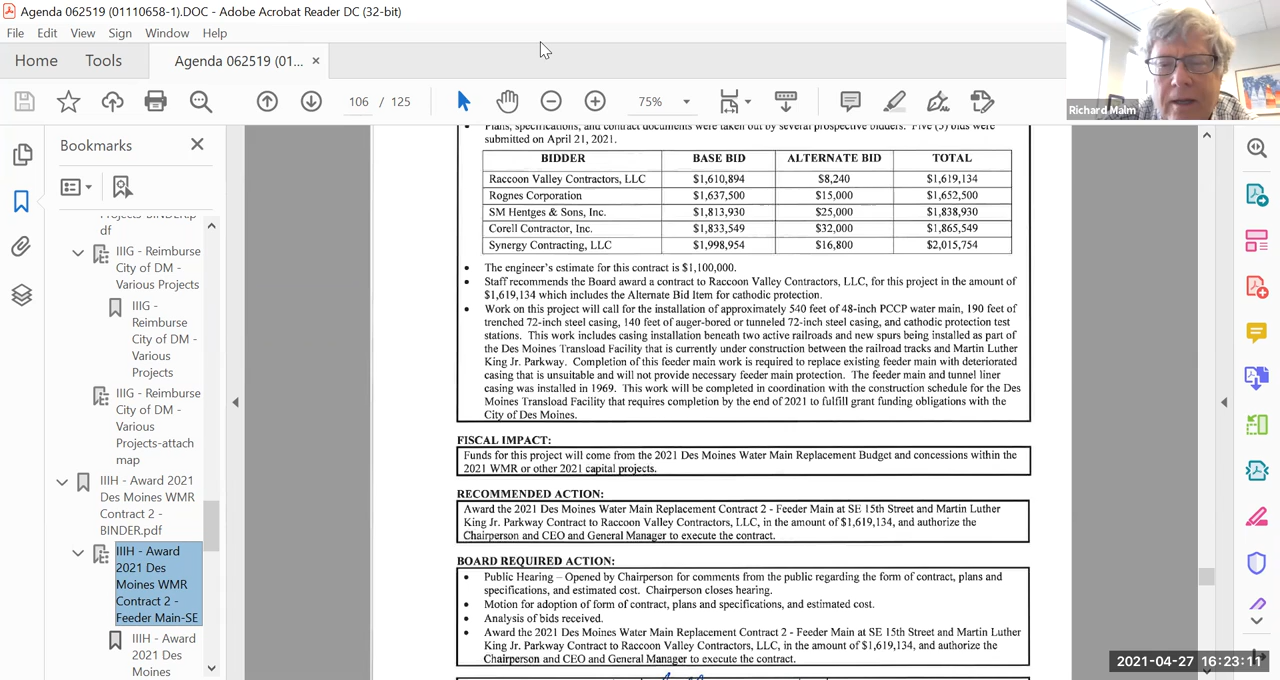 Agenda 062519 (01110658-1).DOC - Adobe Acrobat Reader DC (32-bit)
File Edit View Sign Window Help
Home Tools Agenda 062519 (01... ×
106 / 125 75%
Richard Malm
Bookmarks
Projects-BINDER.p
df
IIIG - Reimburse
City of DM -
Various Projects
IIIG -
Reimburse
City of DM -
Various
Projects
IIIG - Reimburse
City of DM -
Various
Projects-attach
map
IIIH - Award 2021
Des Moines WMR
Contract 2 -
BINDER.pdf
IIIH - Award
2021 Des
Moines WMR
Contract 2 -
Feeder Main-SE
IIIH - Award
2021 Des
Moines
• Plans, specifications, and contract documents were taken out by several prospective bidders. Five (5) bids were
submitted on April 21, 2021.
BIDDER BASE BID ALTERNATE BID TOTAL
Raccoon Valley Contractors, LLC $1,610,894 $8,240 $1,619,134
Rognes Corporation $1,637,500 $15,000 $1,652,500
SM Hentges & Sons, Inc. $1,813,930 $25,000 $1,838,930
Corell Contractor, Inc. $1,833,549 $32,000 $1,865,549
Synergy Contracting, LLC $1,998,954 $16,800 $2,015,754
• The engineer's estimate for this contract is $1,100,000.
• Staff recommends the Board award a contract to Raccoon Valley Contractors, LLC, for this project in the amount of
$1,619,134 which includes the Alternate Bid Item for cathodic protection.
• Work on this project will call for the installation of approximately 540 feet of 48-inch PCCP water main, 190 feet of
trenched 72-inch steel casing, 140 feet of auger-bored or tunneled 72-inch steel casing, and cathodic protection test
stations. This work includes casing installation beneath two active railroads and new spurs being installed as part of
the Des Moines Transload Facility that is currently under construction between the railroad tracks and Martin Luther
King Jr. Parkway. Completion of this feeder main work is required to replace existing feeder main with deteriorated
casing that is unsuitable and will not provide necessary feeder main protection. The feeder main and tunnel liner
casing was installed in 1969. This work will be completed in coordination with the construction schedule for the Des
Moines Transload Facility that requires completion by the end of 2021 to fulfill grant funding obligations with the
City of Des Moines.
FISCAL IMPACT:
Funds for this project will come from the 2021 Des Moines Water Main Replacement Budget and concessions within the
2021 WMR or other 2021 capital projects.
RECOMMENDED ACTION:
Award the 2021 Des Moines Water Main Replacement Contract 2 - Feeder Main at SE 15th Street and Martin Luther
King Jr. Parkway Contract to Raccoon Valley Contractors, LLC, in the amount of $1,619,134, and authorize the
Chairperson and CEO and General Manager to execute the contract.
BOARD REQUIRED ACTION:
• Public Hearing – Opened by Chairperson for comments from the public regarding the form of contract, plans and
specifications, and estimated cost. Chairperson closes hearing.
• Motion for adoption of form of contract, plans and specifications, and estimated cost.
• Analysis of bids received.
• Award the 2021 Des Moines Water Main Replacement Contract 2 - Feeder Main at SE 15th Street and Martin Luther
King Jr. Parkway Contract to Raccoon Valley Contractors, LLC, in the amount of $1,619,134, and authorize the
Chairperson and CEO and General Manager to execute the contract.
2021-04-27 16:23:11